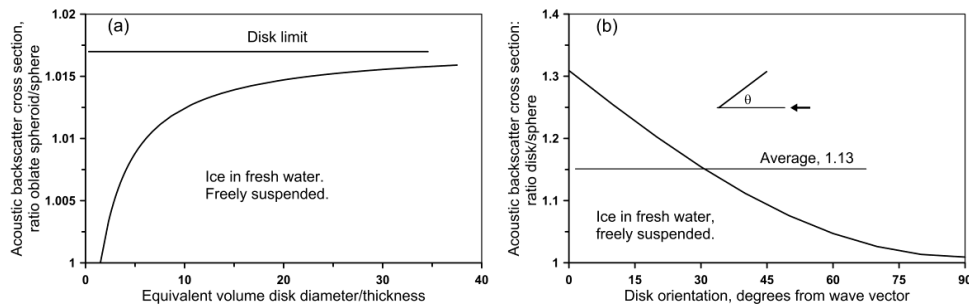 Acoustic backscatter cross section,
ratio oblate spheroid/sphere
1.02
1.015
1.01
1.005
1
(a)
Disk limit
Ice in fresh water.
Freely suspended.
0
10
20
30
40
Equivalent volume disk diameter/thickness
Acoustic backscatter cross section:
ratio disk/sphere
1.4
1.3
1.2
1.1
1
(b)
θ
Average, 1.13
Ice in fresh water,
freely suspended.
0
15
30
45
60
75
90
Disk orientation, degrees from wave vector